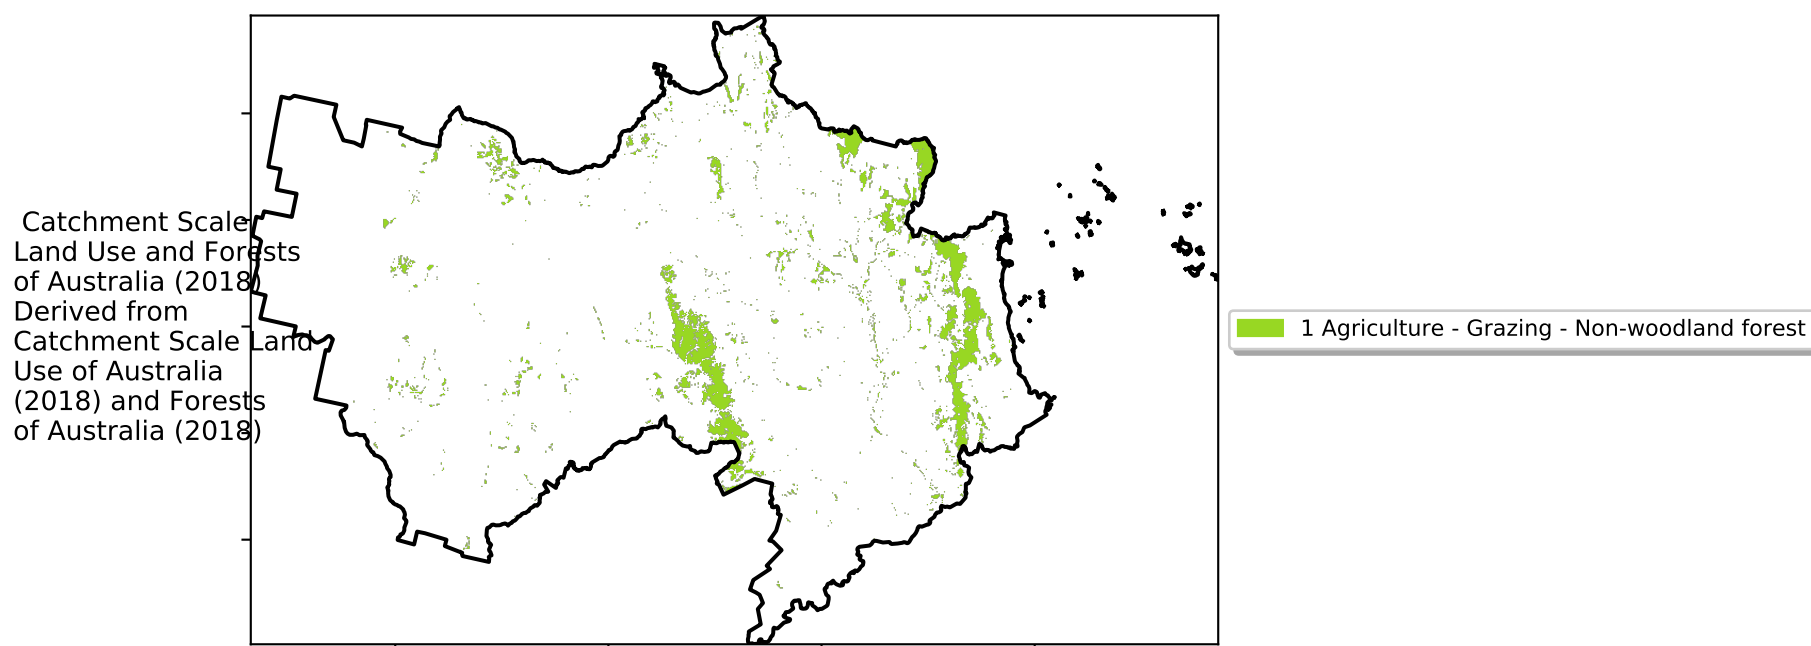 Catchment Scale
Land Use and Forests
of Australia (2018)
Derived from
Catchment Scale Land
Use of Australia
(2018) and Forests
of Australia (2018)
1 Agriculture - Grazing - Non-woodland forest